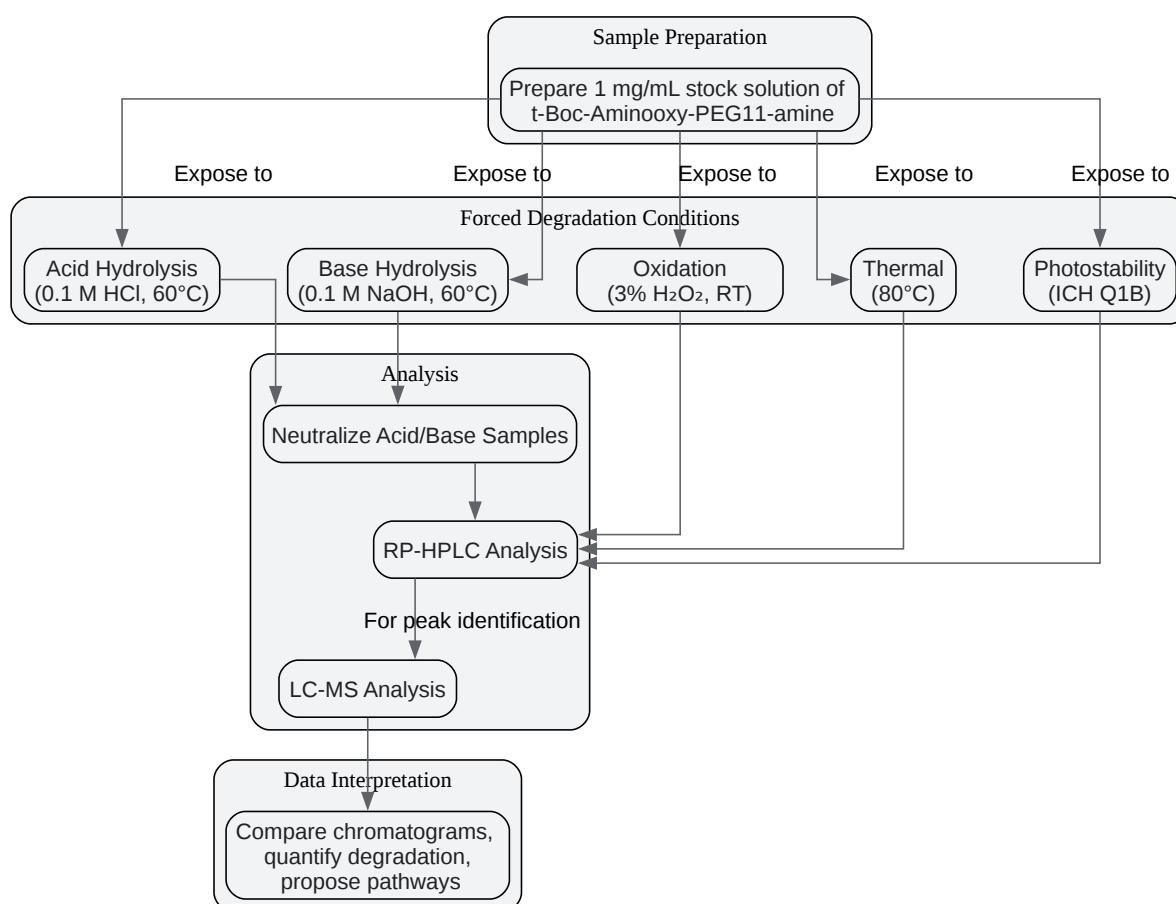 Sample Preparation
Prepare 1 mg/mL stock solution of
t-Boc-Aminooxy-PEG11-amine
Expose to
Expose to
Expose to
Expose to
Expose to
Forced Degradation Conditions
Acid Hydrolysis
(0.1 M HCl, 60°C)
Base Hydrolysis
(0.1 M NaOH, 60°C)
Oxidation
(3% H₂O₂, RT)
Thermal
(80°C)
Photostability
(ICH Q1B)
Analysis
Neutralize Acid/Base Samples
RP-HPLC Analysis
For peak identification
LC-MS Analysis
Data Interpretation
Compare chromatograms,
quantify degradation,
propose pathways